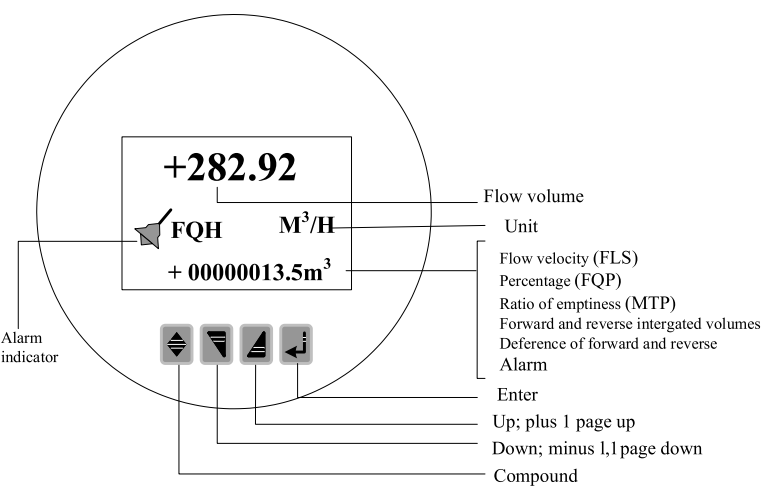 +282.92
FQH
M³/H
+ 00000013.5m³
Flow volume
Unit
Flow velocity (FLS)
Percentage (FQP)
Ratio of emptiness (MTP)
Forward and reverse intergated volumes
Deference of forward and reverse
Alarm
Alarm
indicator
Enter
Up; plus 1 page up
Down; minus 1,1page down
Compound